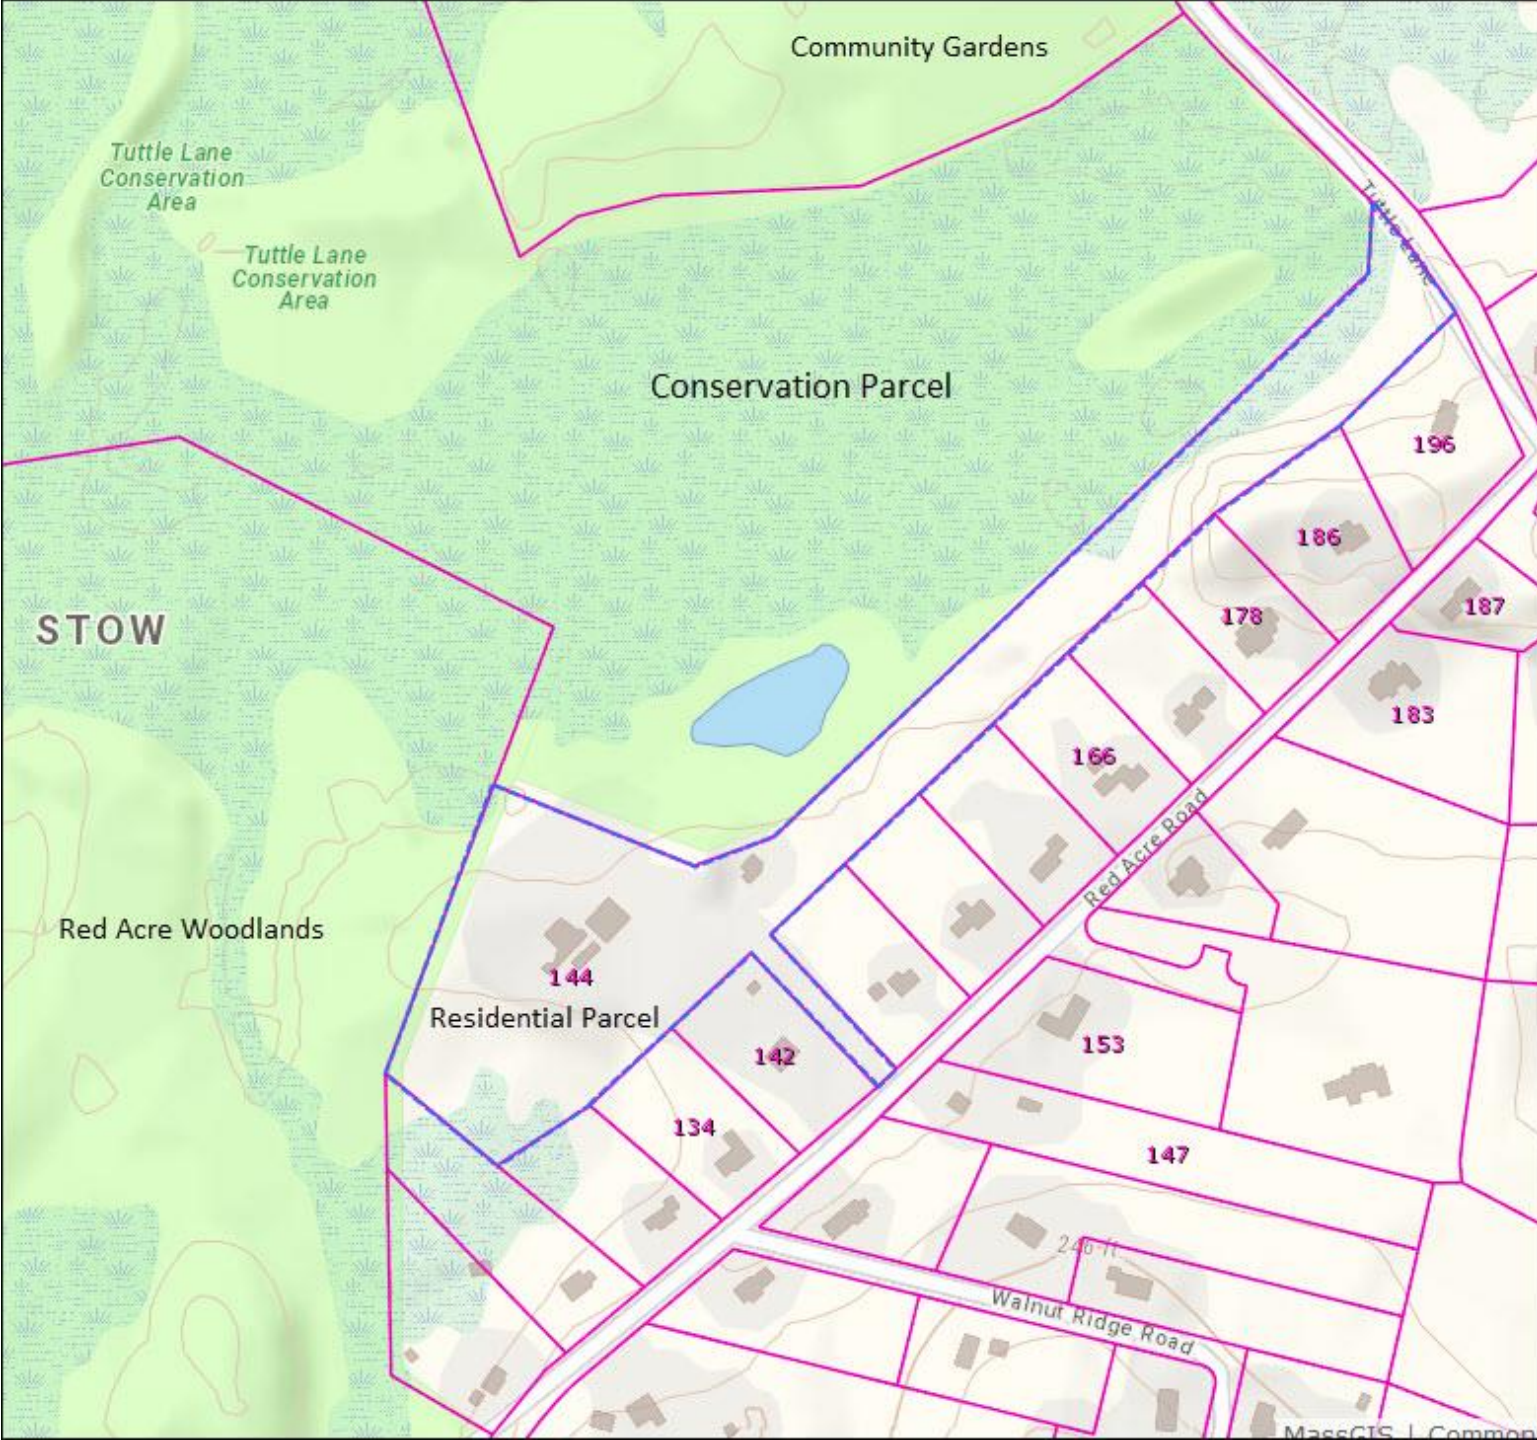 Community Gardens
Tuttle Lane
Conservation
Area
Tuttle Lane
Tuttle Lane
Conservation
Area
Conservation Parcel
196
186
187
178
183
STOW
166
Red Acre Road
Red Acre Woodlands
144
Residential Parcel
153
142
134
147
246 ft
Walnut Ridge Road
MassGIS | Common